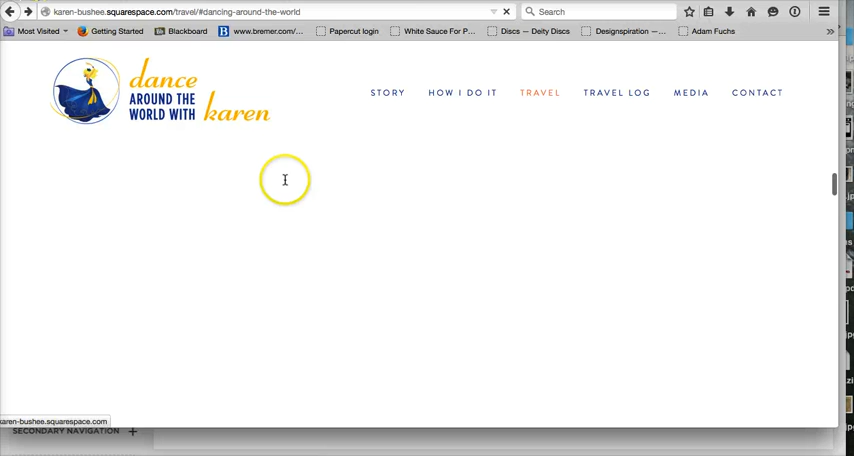 karen-bushee.squarespace.com/travel/#dancing-around-the-world
Search
Most Visited
Getting Started
Bb
Blackboard
B
www.bremer.com/...
Papercut login
White Sauce For P...
Discs — Deity Discs
Designspiration —...
Adam Fuchs
dance
AROUND THE
WORLD WITH karen
STORY HOW I DO IT TRAVEL TRAVEL LOG MEDIA CONTACT
karen-bushee.squarespace.com
SECONDARY NAVIGATION +